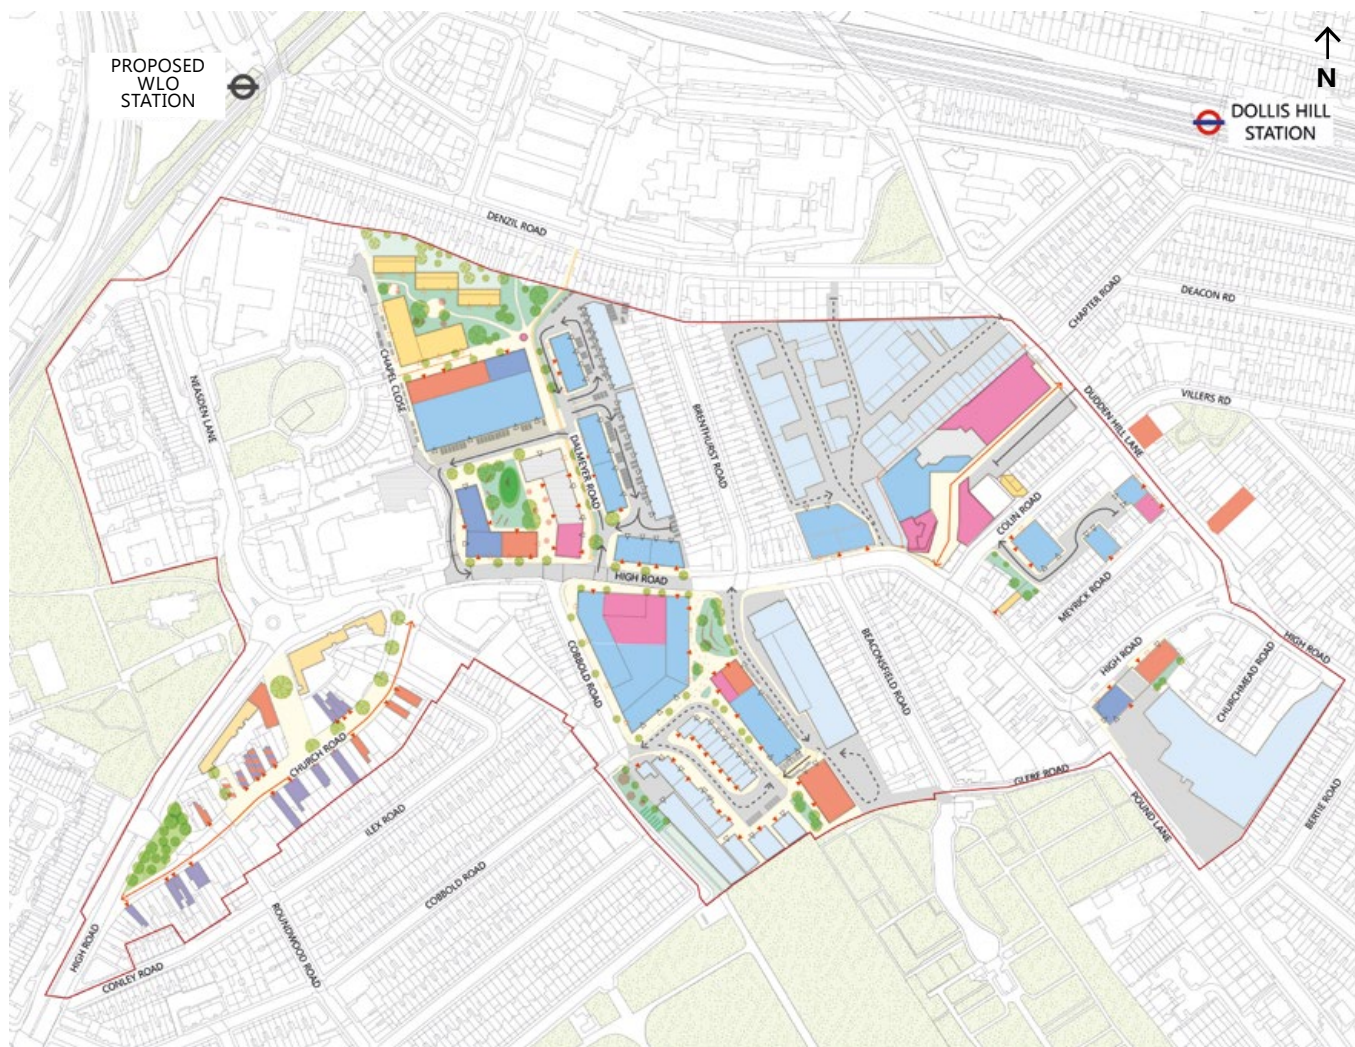 PROPOSED
WLO
STATION
N
DOLLIS HILL
STATION
DENZIL ROAD
DEACON RD
CHAPTER ROAD
VILLERS RD
NEASDEN LANE
CHAPEL CLOSE
DALMEYER ROAD
BRENTHURST ROAD
DUDDEN HILL LANE
COLIN ROAD
HIGH ROAD
MEYRICK ROAD
HIGH ROAD
HIGH ROAD
CHURCHMEAD ROAD
COBBOLD ROAD
BEACONSFIELD ROAD
CHURCH ROAD
GLEBE ROAD
POUND LANE
BERTIE ROAD
ILEX ROAD
COBBOLD ROAD
ROUNDWOOD ROAD
HIGH ROAD
CONLEY ROAD